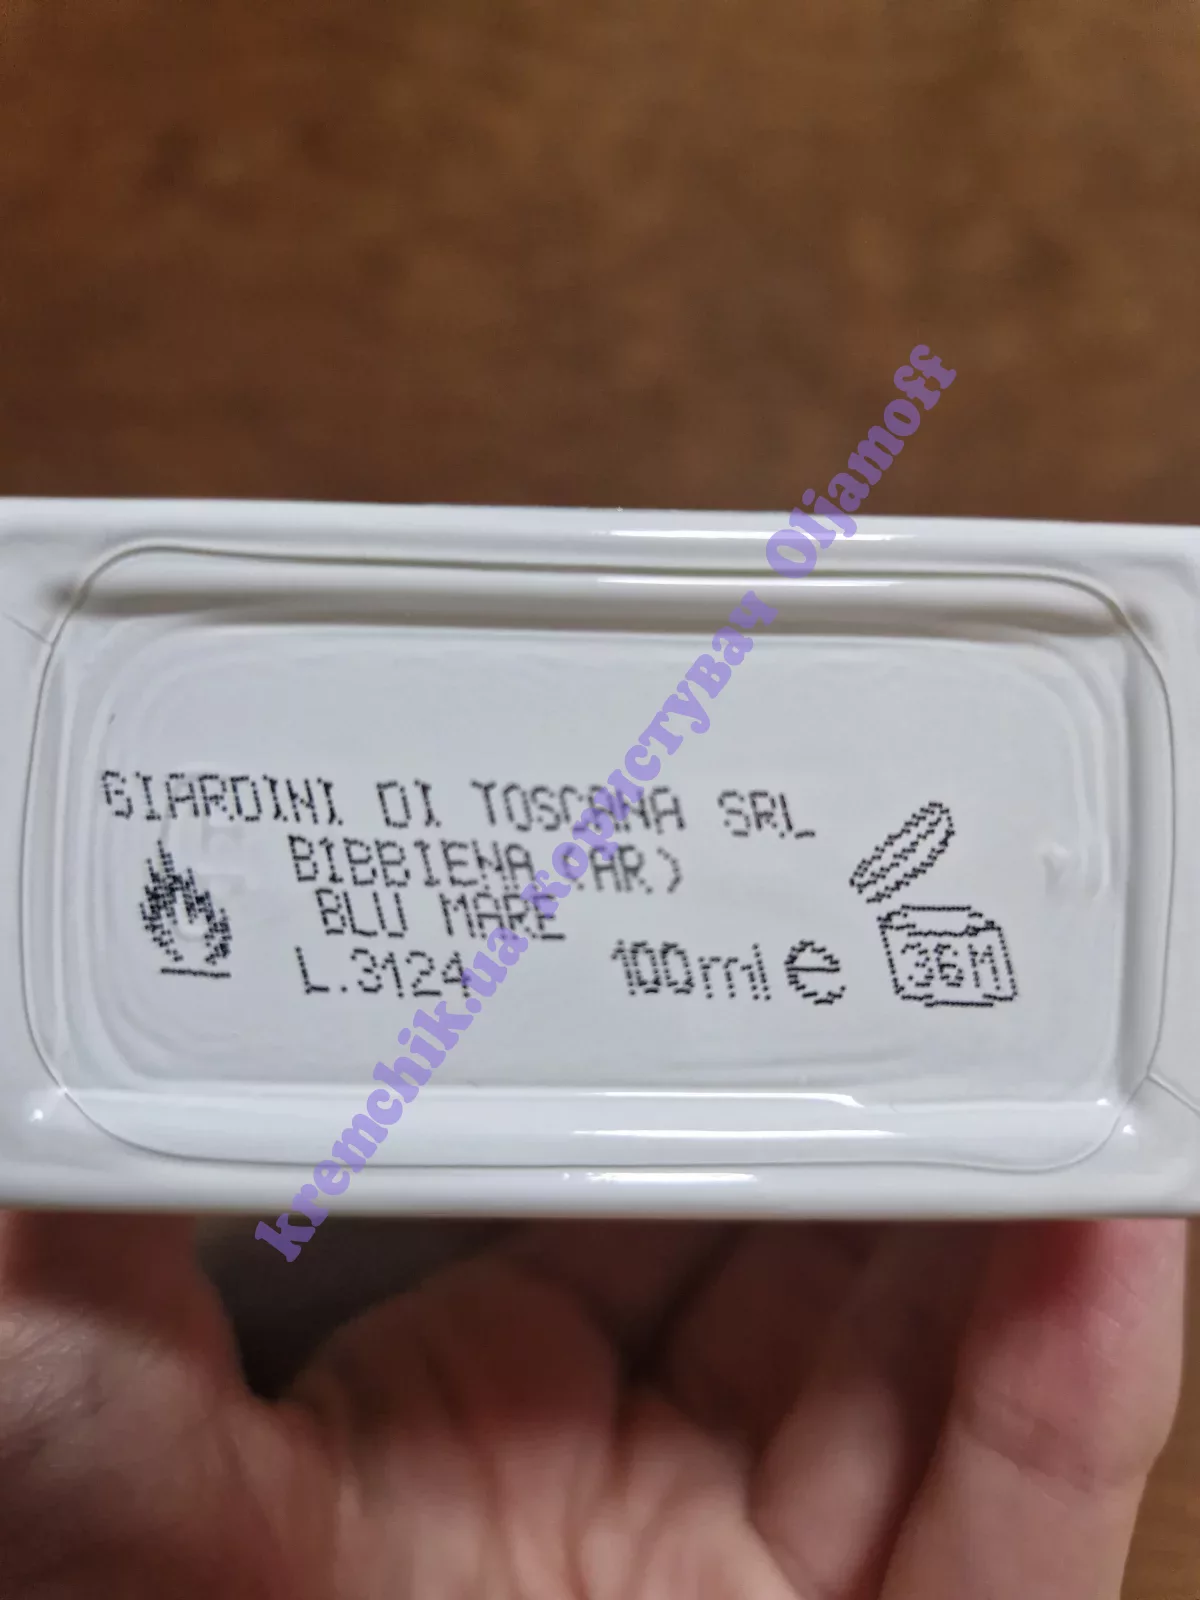 GIARDINI DI TOSCANA SRL
BIBBIENA (AR)
BLU MARE
L.3124 100ml e 36M
kremchik.ua користувач Oljamoff